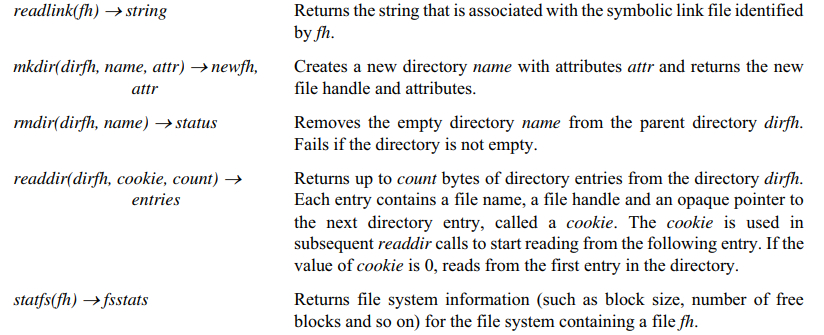 readlink(fh) → string Returns the string that is associated with the symbolic link file identified
by fh.
mkdir(dirfh, name, attr) → newfh, Creates a new directory name with attributes attr and returns the new
attr file handle and attributes.
rmdir(dirfh, name) → status Removes the empty directory name from the parent directory dirfh.
Fails if the directory is not empty.
readdir(dirfh, cookie, count) → Returns up to count bytes of directory entries from the directory dirfh.
entries Each entry contains a file name, a file handle and an opaque pointer to
the next directory entry, called a cookie. The cookie is used in
subsequent readdir calls to start reading from the following entry. If the
value of cookie is 0, reads from the first entry in the directory.
statfs(fh) → fsstats Returns file system information (such as block size, number of free
blocks and so on) for the file system containing a file fh.